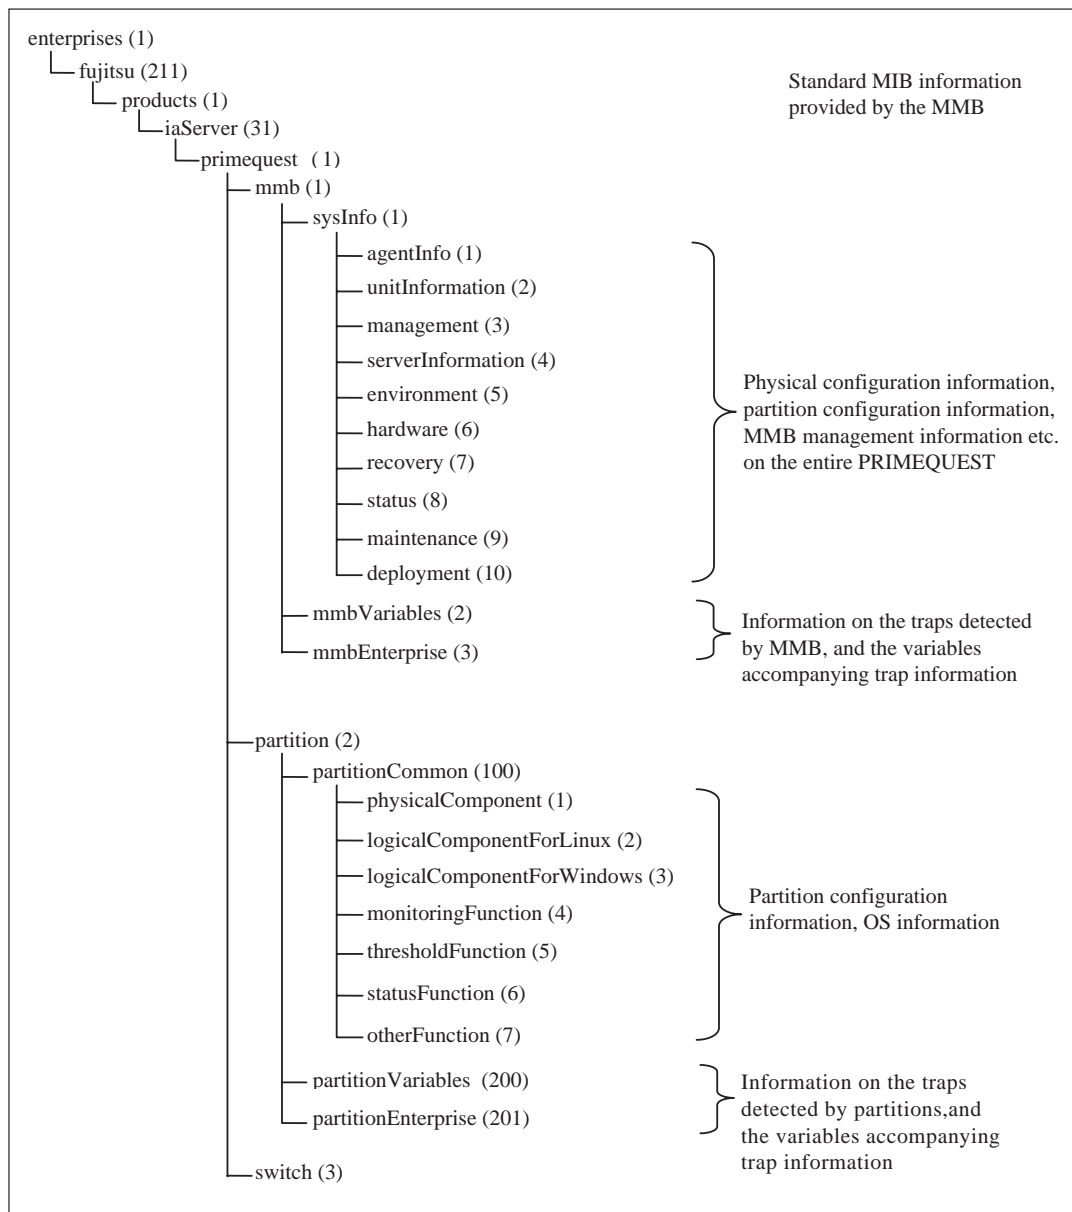 enterprises (1)
fujitsu (211)
Standard MIB information
provided by the MMB
products (1)
iaServer (31)
primequest (1)
mmb (1)
sysInfo (1)
agentInfo (1)
unitInformation (2)
management (3)
serverInformation (4)
environment (5)
hardware (6)
recovery (7)
status (8)
maintenance (9)
deployment (10)
Physical configuration information,
partition configuration information,
MMB management information etc.
on the entire PRIMEQUEST
mmbVariables (2)
mmbEnterprise (3)
Information on the traps detected
by MMB, and the variables
accompanying trap information
partition (2)
partitionCommon (100)
physicalComponent (1)
logicalComponentForLinux (2)
logicalComponentForWindows (3)
monitoringFunction (4)
thresholdFunction (5)
statusFunction (6)
otherFunction (7)
Partition configuration
information, OS information
partitionVariables (200)
partitionEnterprise (201)
Information on the traps
detected by partitions,and
the variables accompanying
trap information
switch (3)